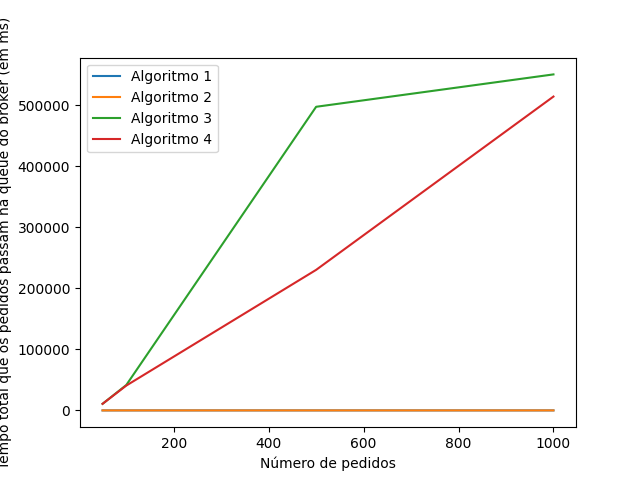 Tempo total que os pedidos passam na queue do broker (em ms)
Algoritmo 1
Algoritmo 2
Algoritmo 3
Algoritmo 4
500000
400000
300000
200000
100000
0
200 400 600 800 1000
Número de pedidos